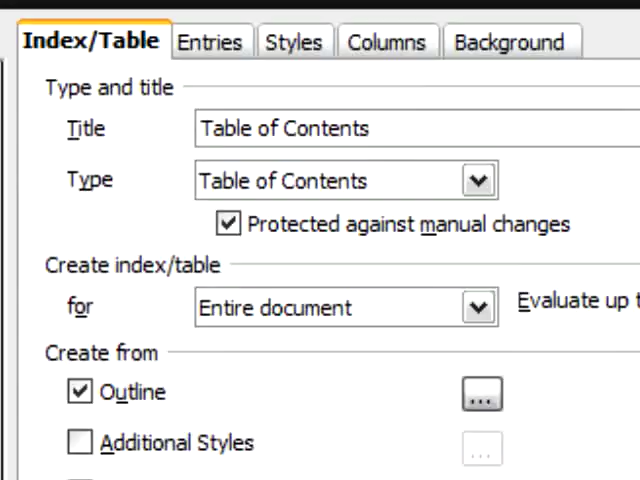 Index/Table Entries Styles Columns Background
Type and title
Title Table of Contents
Type Table of Contents
Protected against manual changes
Create index/table
for Entire document Evaluate up
Create from
Outline ...
Additional Styles ...